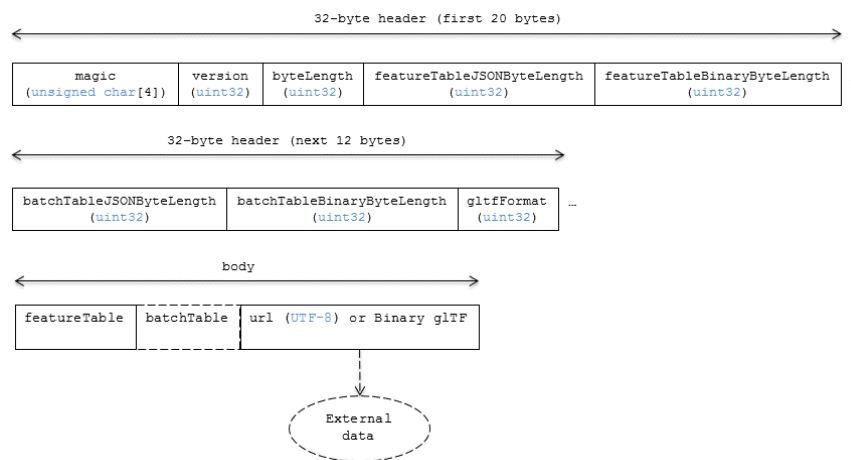 32-byte header (first 20 bytes)
magic version byteLength featureTableJSONByteLength featureTableBinaryByteLength
(unsigned char[4]) (uint32) (uint32) (uint32) (uint32)
32-byte header (next 12 bytes)
batchTableJSONByteLength batchTableBinaryByteLength gltfFormat
(uint32) (uint32) (uint32) …
body
featureTable batchTable url (UTF-8) or Binary glTF
External
data